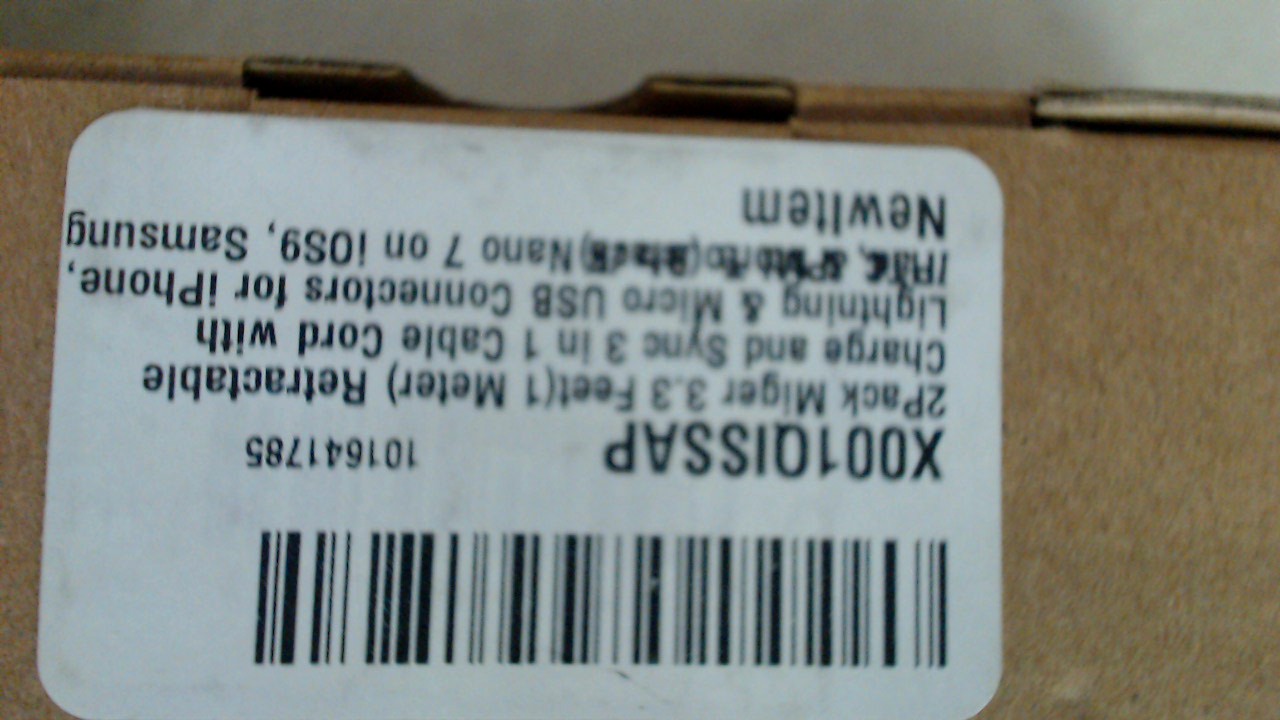 X001QISSAP 101641785
2Pack Miger 3.3 Feet(1 Meter) Retractable
Charge and Sync 3 in 1 Cable Cord with
Lightning & Micro USB Connectors for iPhone,
Nano 7 on iOS9, Samsung
NewItem